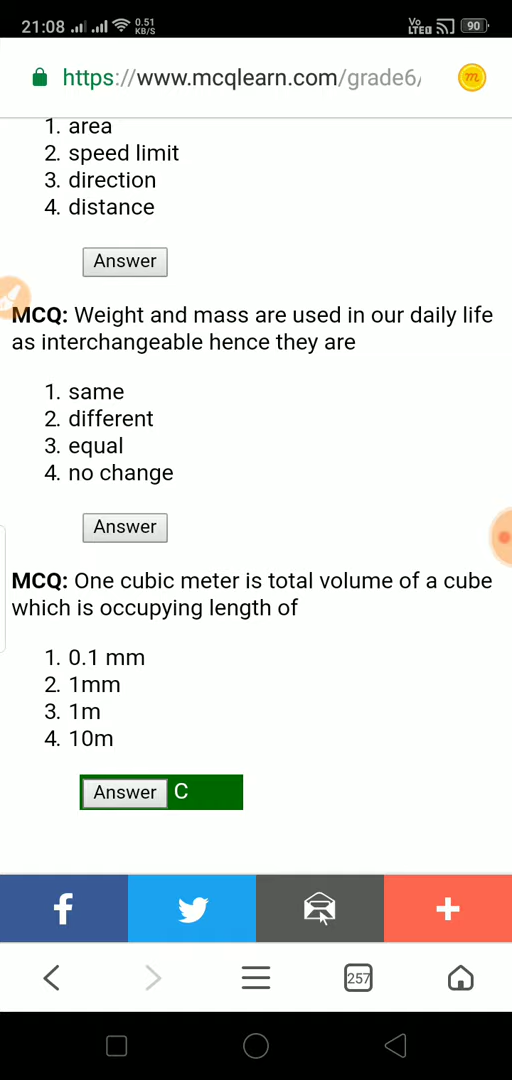 21:08 0.51 KB/S Vo LTE 90
https://www.mcqlearn.com/grade6/
1. area
2. speed limit
3. direction
4. distance
Answer
MCQ: Weight and mass are used in our daily life
as interchangeable hence they are
1. same
2. different
3. equal
4. no change
Answer
MCQ: One cubic meter is total volume of a cube
which is occupying length of
1. 0.1 mm
2. 1mm
3. 1m
4. 10m
Answer C
257